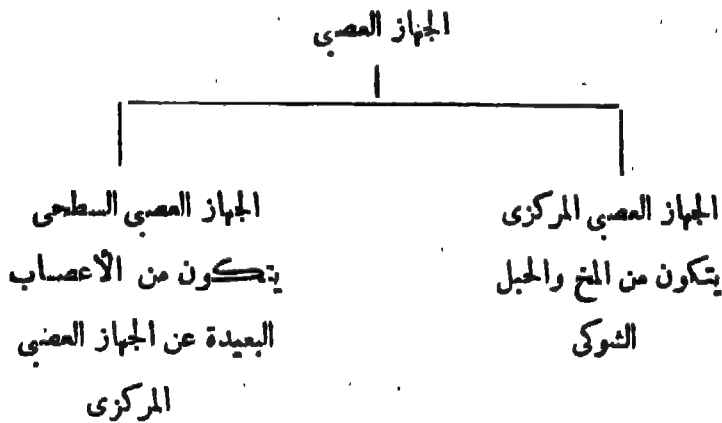 الجهاز العصبى
الجهاز العصبى المركزى
يتكون من المخ والحبل
الشوكى
الجهاز العصبى السطحى
يتكون من الأعصاب
البعيدة عن الجهاز العصبى
المركزى